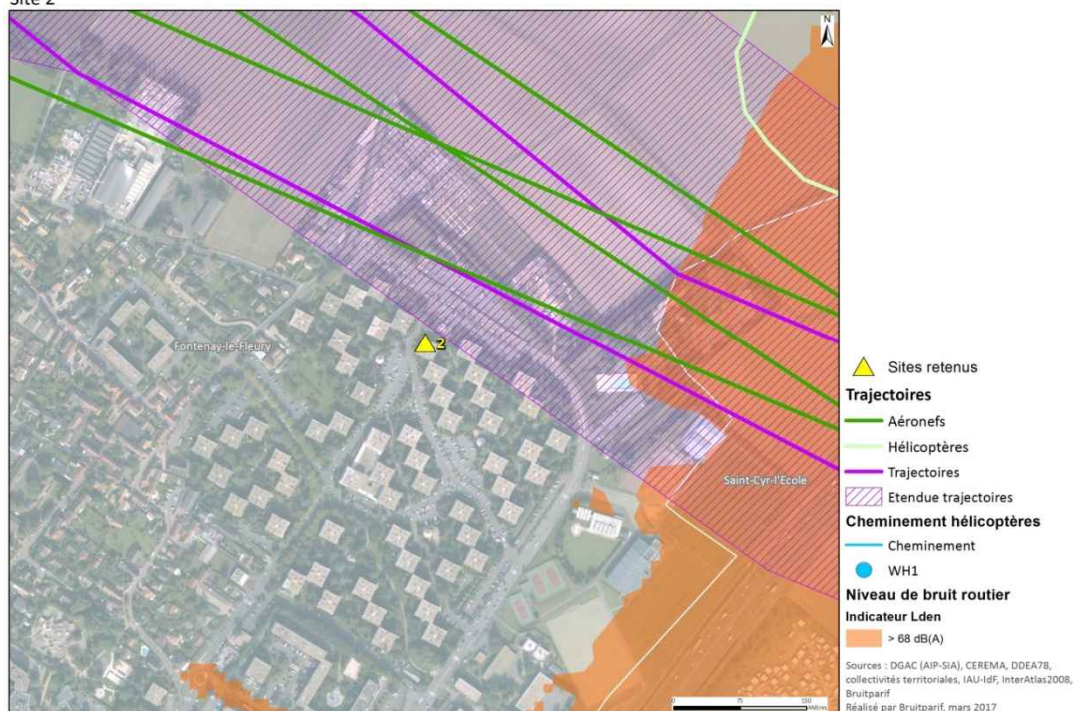 Site 2
N
2
Fontenay-le-Fleury
Saint-Cyr-l'Ecole
0 75 150
Mètres
Sites retenus
Trajectoires
Aéronefs
Hélicoptères
Trajectoires
Etendue trajectoires
Cheminement hélicoptères
Cheminement
WH1
Niveau de bruit routier
Indicateur Lden
> 68 dB(A)
Sources : DGAC (AIP-SIA), CEREMA, DDEA78,
collectivités territoriales, IAU-IdF, InterAtlas2008,
Bruitparif
Réalisé par Bruitparif, mars 2017